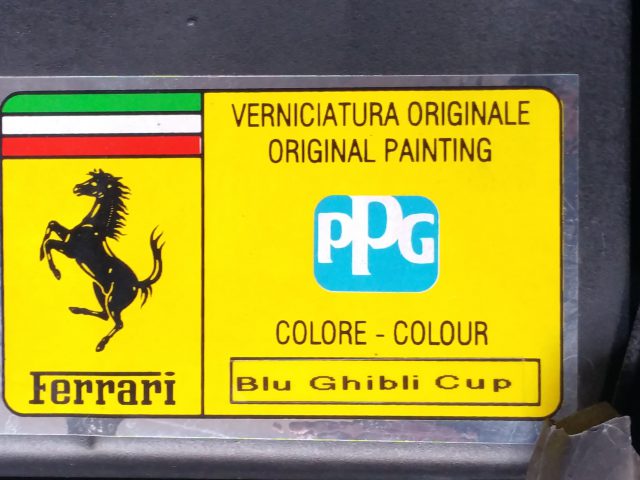 VERNICIATURA ORIGINALE
ORIGINAL PAINTING
PPG
COLORE - COLOUR
Blu Ghibli Cup
Ferrari